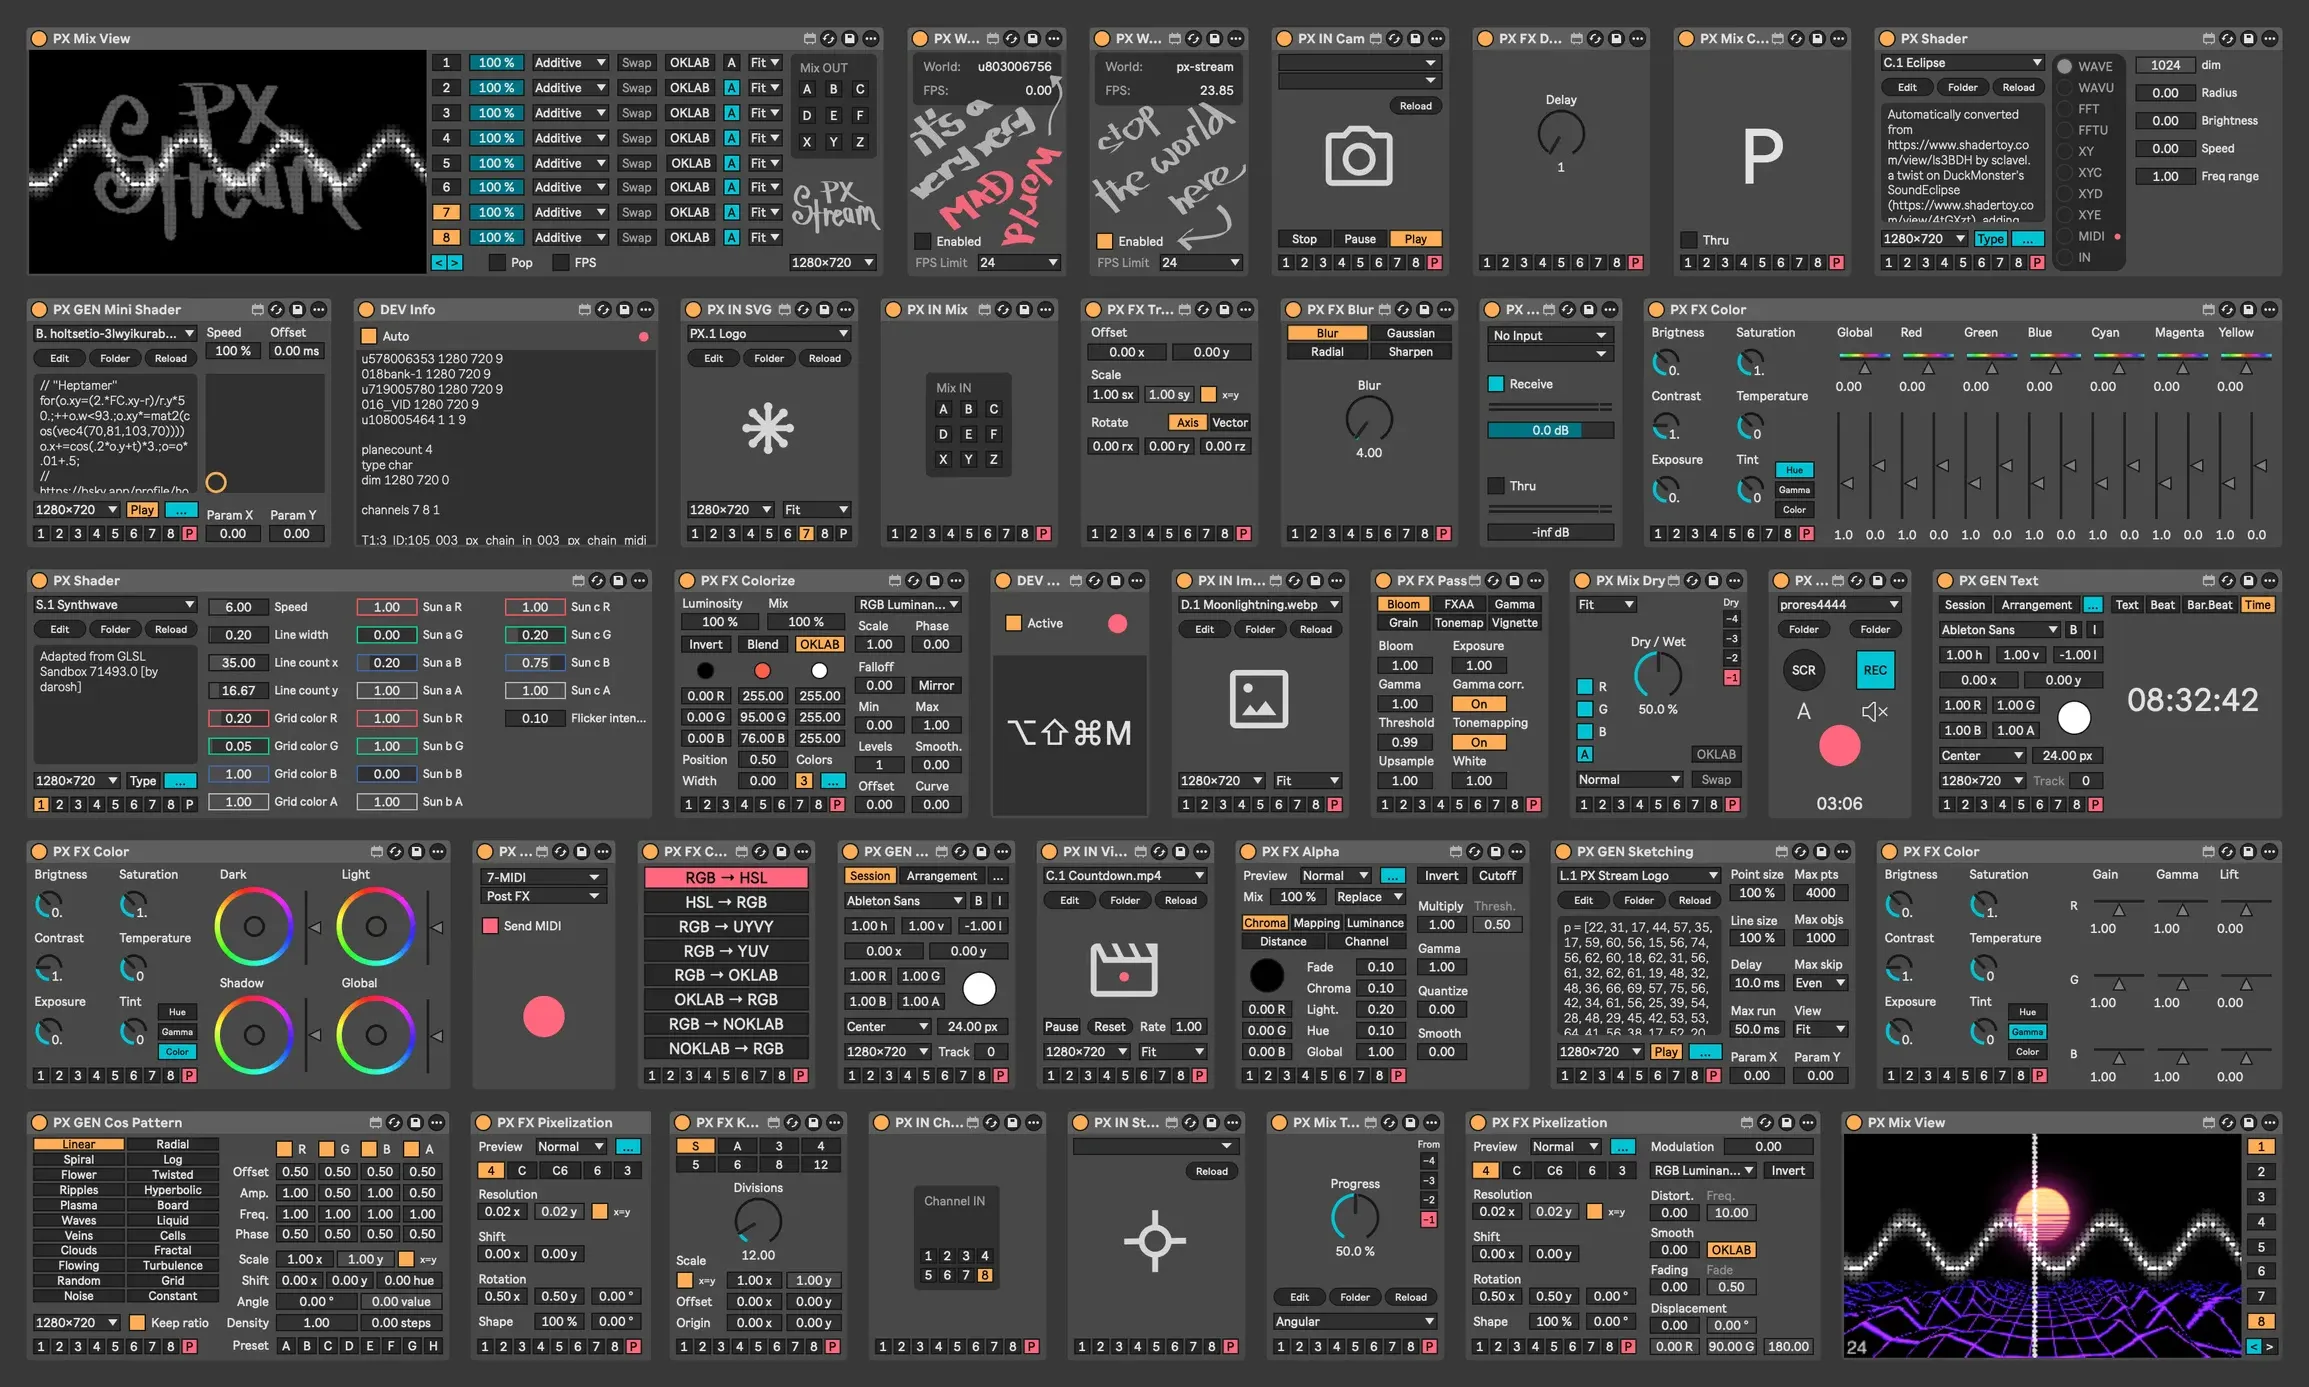 PX Mix View
1 100 % Additive Swap OKLAB A Fit
2 100 % Additive Swap OKLAB A Fit
3 100 % Additive Swap OKLAB A Fit
4 100 % Additive Swap OKLAB A Fit
5 100 % Additive Swap OKLAB A Fit
6 100 % Additive Swap OKLAB A Fit
7 100 % Additive Swap OKLAB A Fit
8 100 % Additive Swap OKLAB A Fit
< > Pop FPS 1280×720
Mix OUT
A B C
D E F
X Y Z
PX
Stream
PX
Stream
PX W...
World: u803006756
FPS: 0.00
it's a
very very
MAD
World
Enabled
FPS Limit 24
PX W...
World: px-stream
FPS: 23.85
stop
the world
here
Enabled
FPS Limit 24
PX IN Cam
Reload
Stop Pause Play
1 2 3 4 5 6 7 8 P
PX FX D...
Delay
1
1 2 3 4 5 6 7 8 P
PX Mix C...
P
Thru
1 2 3 4 5 6 7 8 P
PX Shader
C.1 Eclipse
Edit Folder Reload
Automatically converted
from
https://www.shadertoy.co
m/view/ls3BDH by sclavel.
a twist on DuckMonster's
SoundEclipse
(https://www.shadertoy.co
m/view/4tGXzt), adding
1280×720 Type ...
1 2 3 4 5 6 7 8 P
WAVE
WAVU
FFT
FFTU
XY
XYC
XYD
XYE
MIDI
IN
1024 dim
0.00 Radius
0.00 Brightness
0.00 Speed
1.00 Freq range
PX GEN Mini Shader
B. holtsetio-3lwyikurab...
Edit Folder Reload
// "Heptamer"
for(o.xy=(2.*FC.xy-r)/r.y*5
0.;++o.w<93.;o.xy*=mat2(c
os(vec4(70,81,103,70))))
o.x+=cos(.2*o.y+t)*3.;o=o*
.01+.5;
//
https://bsky.app/profile/ho
1280×720 Play ...
1 2 3 4 5 6 7 8 P
Speed Offset
100 % 0.00 ms
Param X Param Y
0.00 0.00
DEV Info
Auto
u578006353 1280 720 9
018bank-1 1280 720 9
u719005780 1280 720 9
016_VID 1280 720 9
u108005464 1 1 9
planecount 4
type char
dim 1280 720 0
channels 7 8 1
T1:3 ID:105 003_px_chain_in 003_px_chain_midi
PX IN SVG
PX.1 Logo
Edit Folder Reload
1280×720 Fit
1 2 3 4 5 6 7 8 P
PX IN Mix
Mix IN
A B C
D E F
X Y Z
1 2 3 4 5 6 7 8 P
PX FX Tr...
Offset
0.00 x 0.00 y
Scale
1.00 sx 1.00 sy x=y
Rotate Axis Vector
0.00 rx 0.00 ry 0.00 rz
1 2 3 4 5 6 7 8 P
PX FX Blur
Blur Gaussian
Radial Sharpen
Blur
4.00
1 2 3 4 5 6 7 8 P
PX ...
No Input
Receive
0.0 dB
Thru
-inf dB
PX FX Color
Brigtness Saturation
0. 1.
Contrast Temperature
1. 0
Exposure Tint
0. 0
Hue
Gamma
Color
1 2 3 4 5 6 7 8 P
Global Red Green Blue Cyan Magenta Yellow
0.00 0.00 0.00 0.00 0.00 0.00 0.00
1.0 0.0 1.0 0.0 1.0 0.0 1.0 0.0 1.0 0.0 1.0 0.0 1.0 0.0
PX Shader
S.1 Synthwave
Edit Folder Reload
Adapted from GLSL
Sandbox 71493.0 [by
darosh]
1280×720 Type ...
1 2 3 4 5 6 7 8 P
6.00 Speed 1.00 Sun a R 1.00 Sun c R
0.20 Line width 0.00 Sun a G 0.20 Sun c G
35.00 Line count x 0.20 Sun a B 0.75 Sun c B
16.67 Line count y 1.00 Sun a A 1.00 Sun c A
0.20 Grid color R 1.00 Sun b R 0.10 Flicker inten...
0.05 Grid color G 1.00 Sun b G
1.00 Grid color B 0.00 Sun b B
1.00 Grid color A 1.00 Sun b A
PX FX Colorize
Luminosity Mix
100 % 100 %
Invert Blend OKLAB
0.00 R 255.00 255.00
0.00 G 95.00 G 255.00
0.00 B 76.00 B 255.00
Position 0.50 Colors
Width 0.00 3 ...
1 2 3 4 5 6 7 8 P
RGB Luminan...
Scale Phase
1.00 0.00
Falloff
0.00 Mirror
Min Max
0.00 1.00
Levels Smooth.
1 0.00
Offset Curve
0.00 0.00
DEV ...
Active
⌥⇧⌘M
PX IN Im...
D.1 Moonlightning.webp
Edit Folder Reload
1280×720 Fit
1 2 3 4 5 6 7 8 P
PX FX Pass
Bloom FXAA Gamma
Grain Tonemap Vignette
Bloom Exposure
1.00 1.00
Gamma Gamma corr.
1.00 On
Threshold Tonemapping
0.99 On
Upsample White
1.00 1.00
1 2 3 4 5 6 7 8 P
PX Mix Dry
Fit
Dry
-4
-3
-2
-1
Dry / Wet
50.0 %
R
G
B
A
OKLAB
Normal Swap
1 2 3 4 5 6 7 8 P
PX ...
prores4444
Folder Folder
SCR REC
A
03:06
PX GEN Text
Session Arrangement ... Text Beat Bar.Beat Time
Ableton Sans B I
1.00 h 1.00 v -1.00 l
0.00 x 0.00 y
1.00 R 1.00 G
1.00 B 1.00 A
Center 24.00 px
1280×720 Track 0
1 2 3 4 5 6 7 8 P
08:32:42
PX FX Color
Brigtness Saturation
0. 1.
Contrast Temperature
1. 0
Exposure Tint
0. 0
Hue
Gamma
Color
1 2 3 4 5 6 7 8 P
Dark Light
Shadow Global
PX ...
7-MIDI
Post FX
Send MIDI
PX FX C...
RGB → HSL
HSL → RGB
RGB → UYVY
RGB → YUV
RGB → OKLAB
OKLAB → RGB
RGB → NOKLAB
NOKLAB → RGB
1 2 3 4 5 6 7 8 P
PX GEN ...
Session Arrangement ...
Ableton Sans B I
1.00 h 1.00 v -1.00 l
0.00 x 0.00 y
1.00 R 1.00 G
1.00 B 1.00 A
Center 24.00 px
1280×720 Track 0
1 2 3 4 5 6 7 8 P
PX IN Vi...
C.1 Countdown.mp4
Edit Folder Reload
Pause Reset Rate 1.00
1280×720 Fit
1 2 3 4 5 6 7 8 P
PX FX Alpha
Preview Normal ... Invert Cutoff
Mix 100 % Replace
Chroma Mapping Luminance
Distance Channel
Fade 0.10
Chroma 0.10
0.00 R Light. 0.20
0.00 G Hue 0.10
0.00 B Global 1.00
1 2 3 4 5 6 7 8 P
Multiply Thresh.
1.00 0.50
Gamma
1.00
Quantize
0.00
Smooth
0.00
PX GEN Sketching
L.1 PX Stream Logo
Edit Folder Reload
p = [22, 31, 17, 44, 57, 35,
17, 59, 60, 56, 15, 56, 74,
56, 62, 60, 18, 62, 31, 56,
61, 32, 62, 61, 19, 48, 32,
48, 36, 66, 69, 57, 75, 56,
42, 34, 61, 56, 25, 39, 54,
28, 48, 29, 45, 42, 53, 53,
64, 41, 56, 38, 17, 52, 20
1280×720 Play ...
1 2 3 4 5 6 7 8 P
Point size Max pts
100 % 4000
Line size Max objs
100 % 1000
Delay Max skip
10.0 ms Even
Max run View
50.0 ms Fit
Param X Param Y
0.00 0.00
PX FX Color
Brigtness Saturation
0. 1.
Contrast Temperature
1. 0
Exposure Tint
0. 0
Hue
Gamma
Color
1 2 3 4 5 6 7 8 P
Gain Gamma Lift
R
1.00 1.00 0.00
G
1.00 1.00 0.00
B
1.00 1.00 0.00
PX GEN Cos Pattern
Linear Radial
Spiral Log
Flower Twisted
Ripples Hyperbolic
Plasma Board
Waves Liquid
Veins Cells
Clouds Fractal
Flowing Turbulence
Random Grid
Noise Constant
1280×720 Keep ratio
1 2 3 4 5 6 7 8 P
R G B A
Offset 0.50 0.50 0.50 0.50
Amp. 1.00 0.50 1.00 0.50
Freq. 1.00 1.00 1.00 1.00
Phase 0.50 0.50 0.50 0.50
Scale 1.00 x 1.00 y x=y
Shift 0.00 x 0.00 y 0.00 hue
Angle 0.00 ° 0.00 value
Density 1.00 0.00 steps
Preset A B C D E F G H
PX FX Pixelization
Preview Normal ...
4 C C6 6 3
Resolution
0.02 x 0.02 y x=y
Shift
0.00 x 0.00 y
Rotation
0.50 x 0.50 y 0.00 °
Shape 100 % 0.00 °
1 2 3 4 5 6 7 8 P
PX FX K...
S A 3 4
5 6 8 12
Divisions
12.00
Scale
x=y 1.00 x 1.00 y
Offset 0.00 x 0.00 y
Origin 0.00 x 0.00 y
1 2 3 4 5 6 7 8 P
PX IN Ch...
Channel IN
1 2 3 4
5 6 7 8
1 2 3 4 5 6 7 8 P
PX IN St...
Reload
1 2 3 4 5 6 7 8 P
PX Mix T...
From
-4
-3
-2
-1
Progress
50.0 %
Edit Folder Reload
Angular
1 2 3 4 5 6 7 8 P
PX FX Pixelization
Preview Normal ...
4 C C6 6 3
Resolution
0.02 x 0.02 y x=y
Shift
0.00 x 0.00 y
Rotation
0.50 x 0.50 y 0.00 °
Shape 100 % 0.00 °
1 2 3 4 5 6 7 8 P
Modulation 0.00
RGB Luminan... Invert
Distort. Freq.
0.00 10.00
Smooth
0.00 OKLAB
Fading Fade
0.00 0.50
Displacement
0.00 0.00 °
0.00 R 90.00 G 180.00
PX Mix View
24
1
2
3
4
5
6
7
8
< >